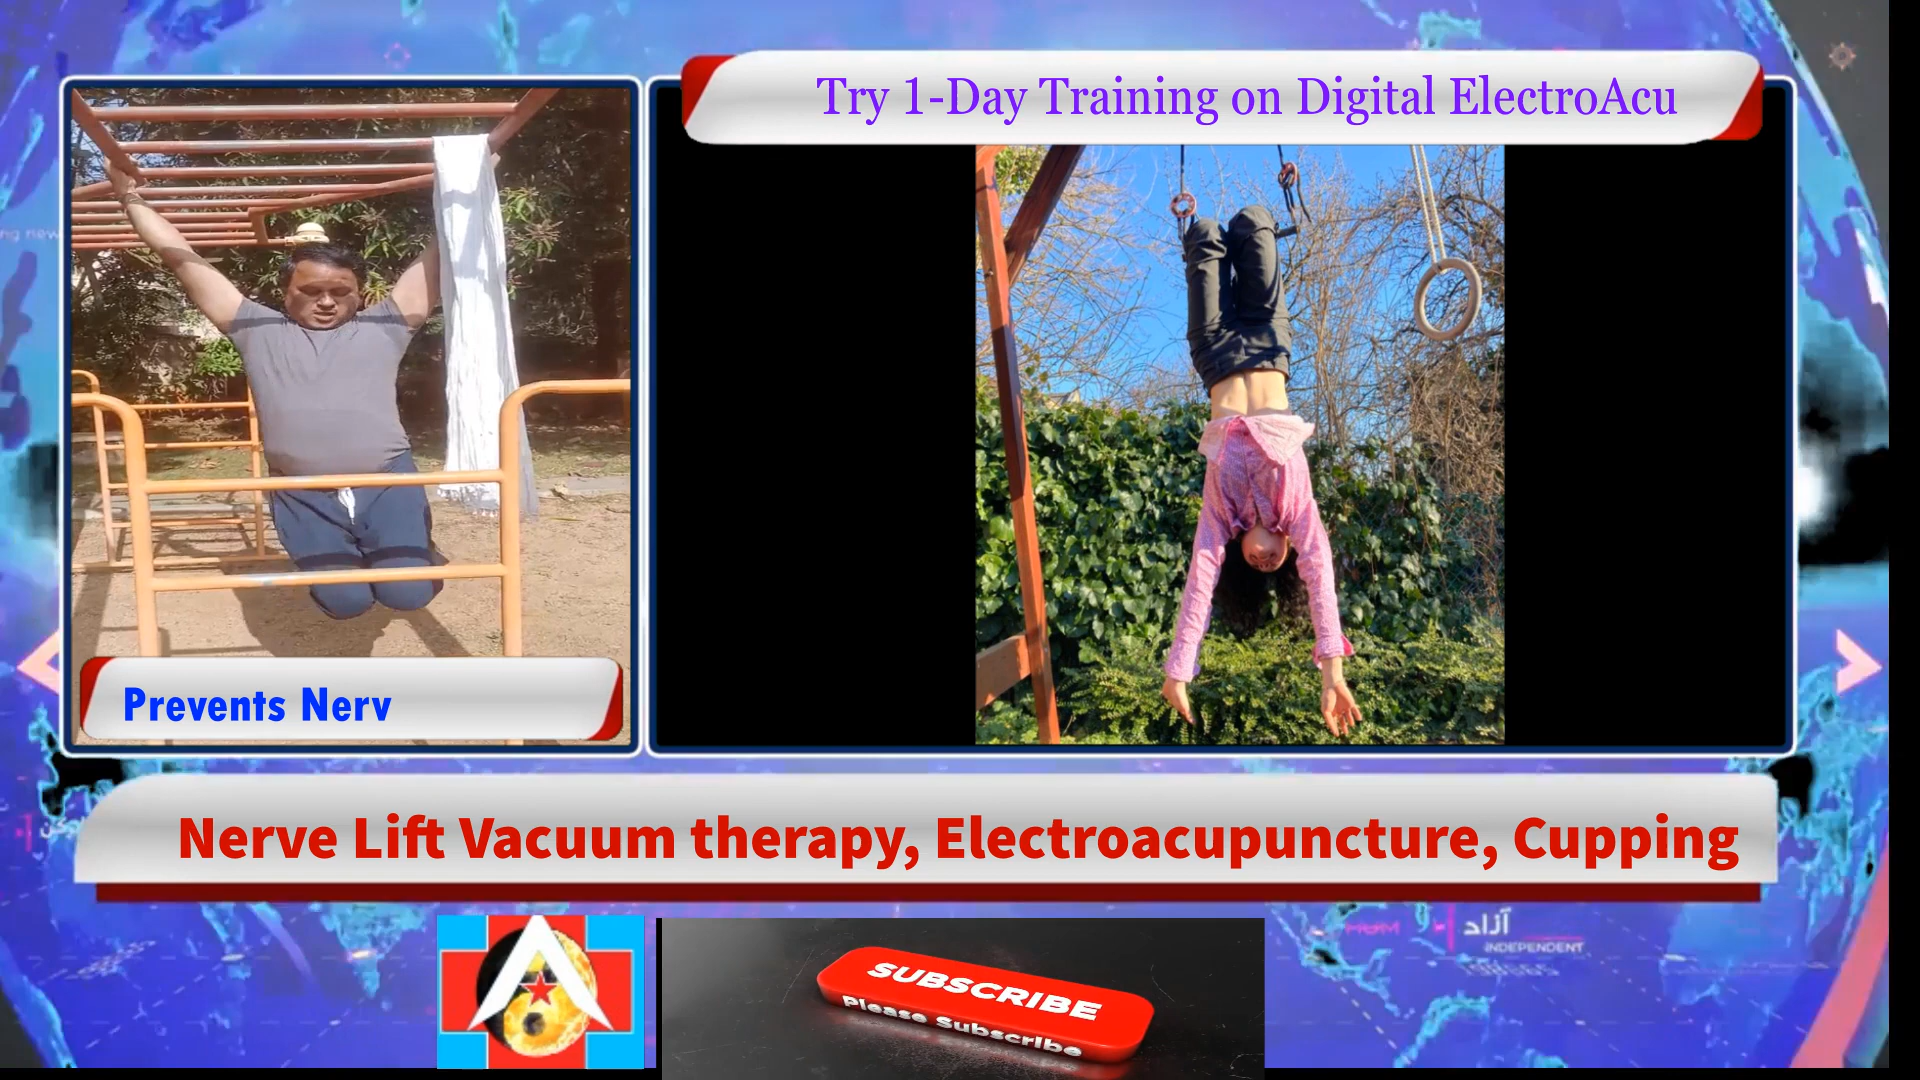 Try 1-Day Training on Digital ElectroAcu
Prevents Nerv
Nerve Lift Vacuum therapy, Electroacupuncture, Cupping
SUBSCRIBE
Please Subscribe
آزاد
INDEPENDENT